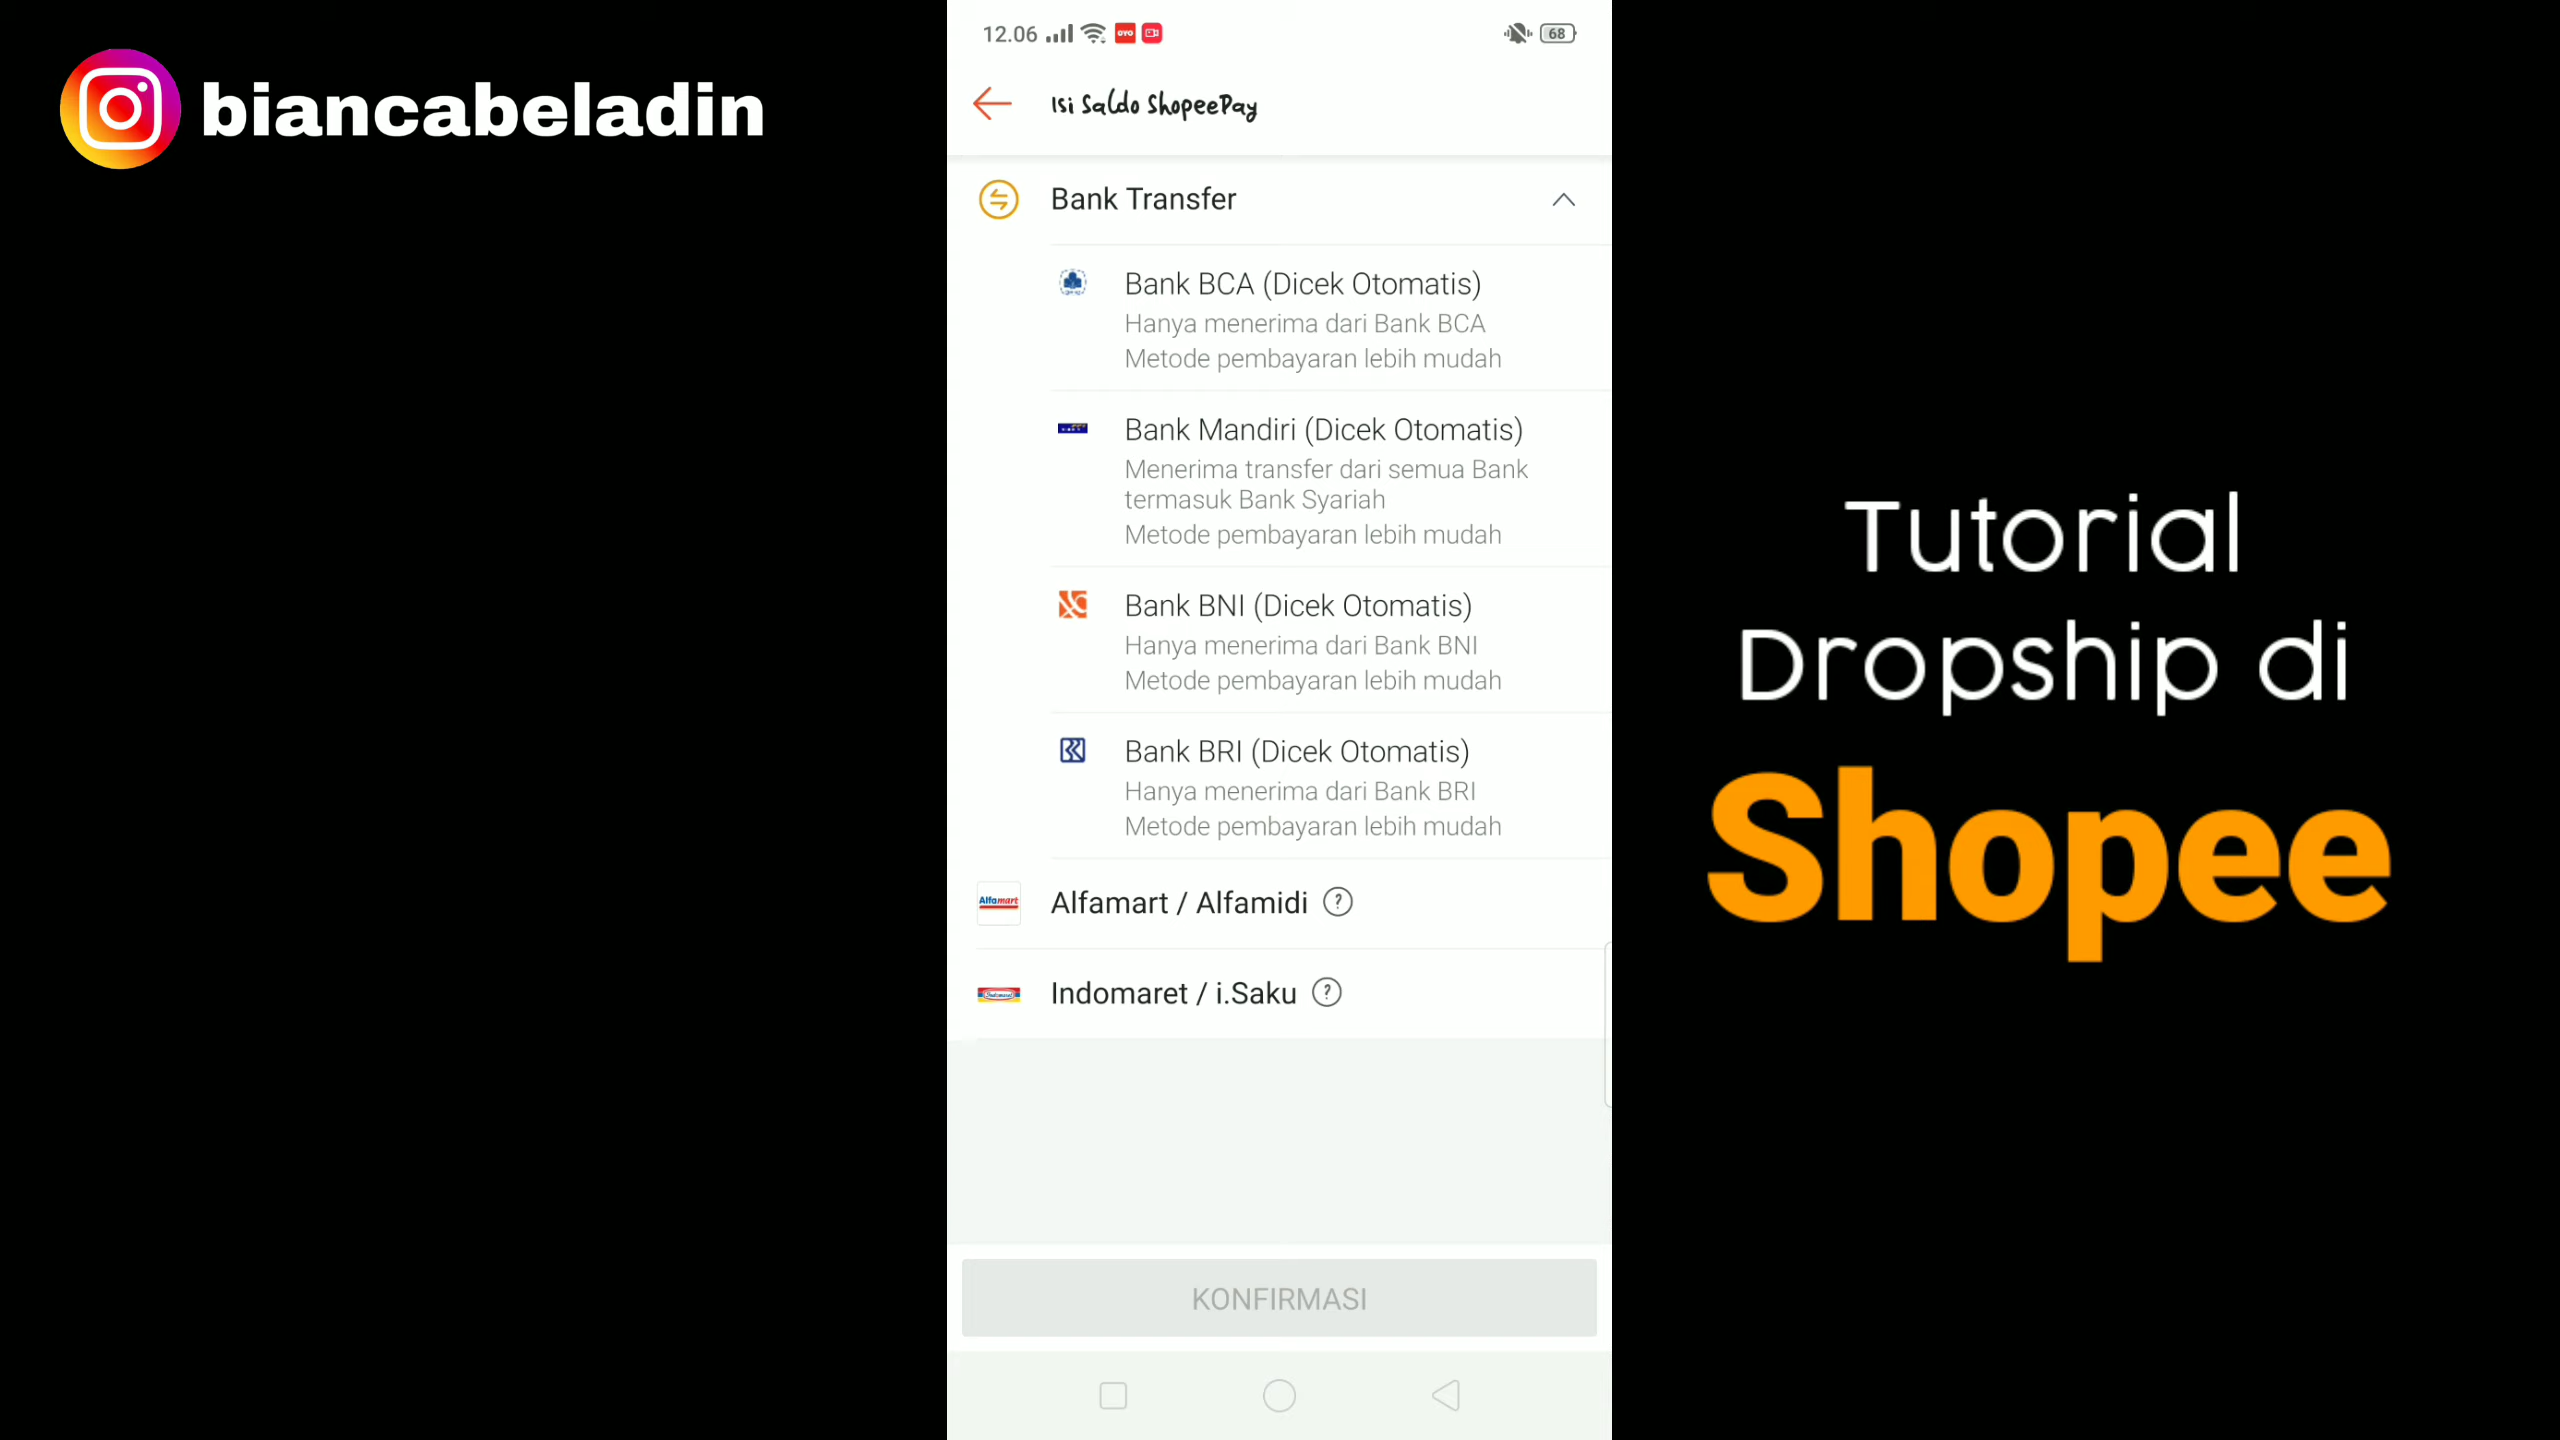 biancabeladin
12.06
OYO
68
Isi Saldo ShopeePay
Bank Transfer
Bank BCA (Dicek Otomatis)
Hanya menerima dari Bank BCA
Metode pembayaran lebih mudah
Bank Mandiri (Dicek Otomatis)
Menerima transfer dari semua Bank
termasuk Bank Syariah
Metode pembayaran lebih mudah
Bank BNI (Dicek Otomatis)
Hanya menerima dari Bank BNI
Metode pembayaran lebih mudah
Bank BRI (Dicek Otomatis)
Hanya menerima dari Bank BRI
Metode pembayaran lebih mudah
Alfamart
Alfamart / Alfamidi ?
Indomaret
Indomaret / i.Saku ?
KONFIRMASI
Tutorial
Dropship di
Shopee